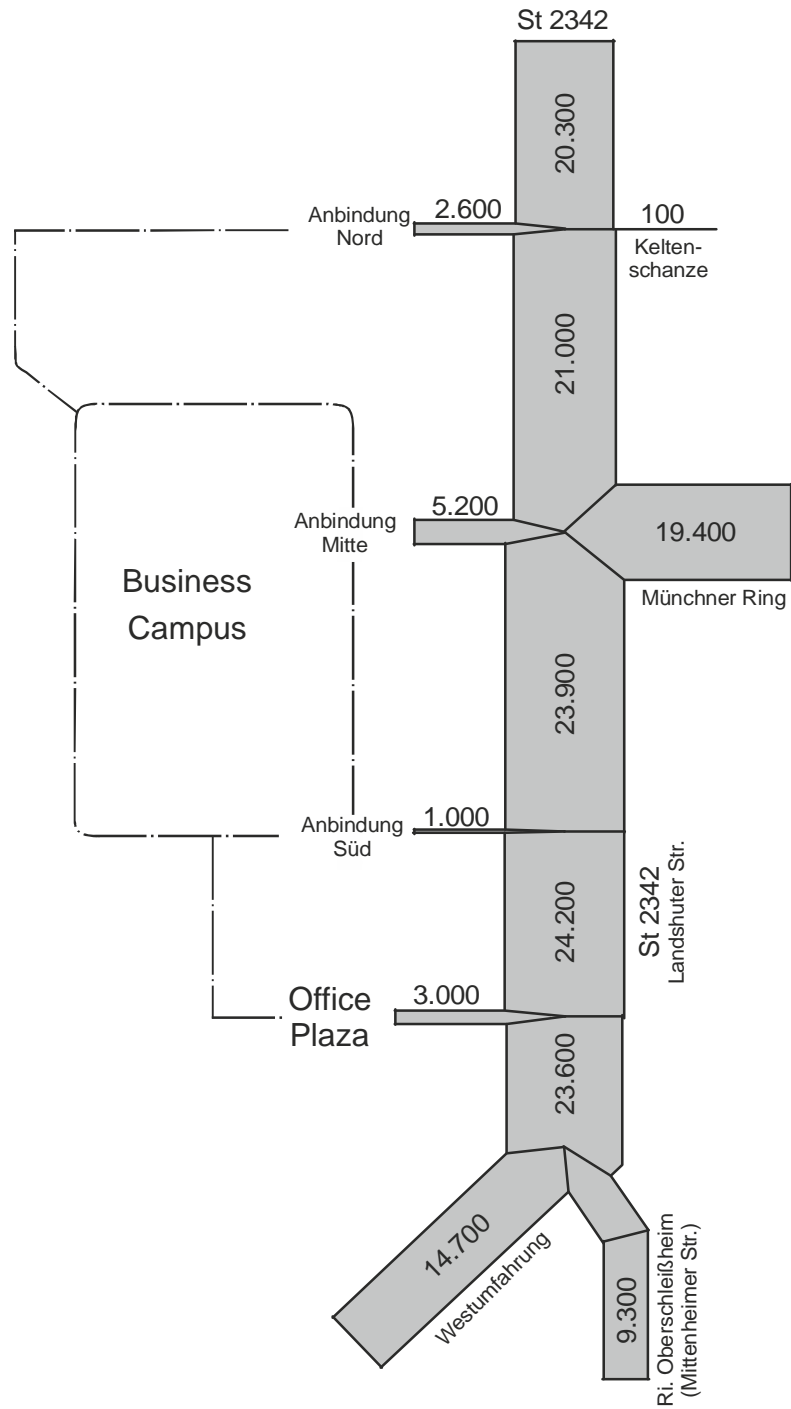 St 2342
20.300
Anbindung
Nord
2.600
100
Kelten-
schanze
21.000
Anbindung
Mitte
5.200
19.400
Münchner Ring
Business
Campus
23.900
Anbindung
Süd
1.000
24.200
St 2342
Landshuter Str.
Office
Plaza
3.000
23.600
14.700
Westumfahrung
9.300
Ri. Oberschleißheim
(Mittenheimer Str.)